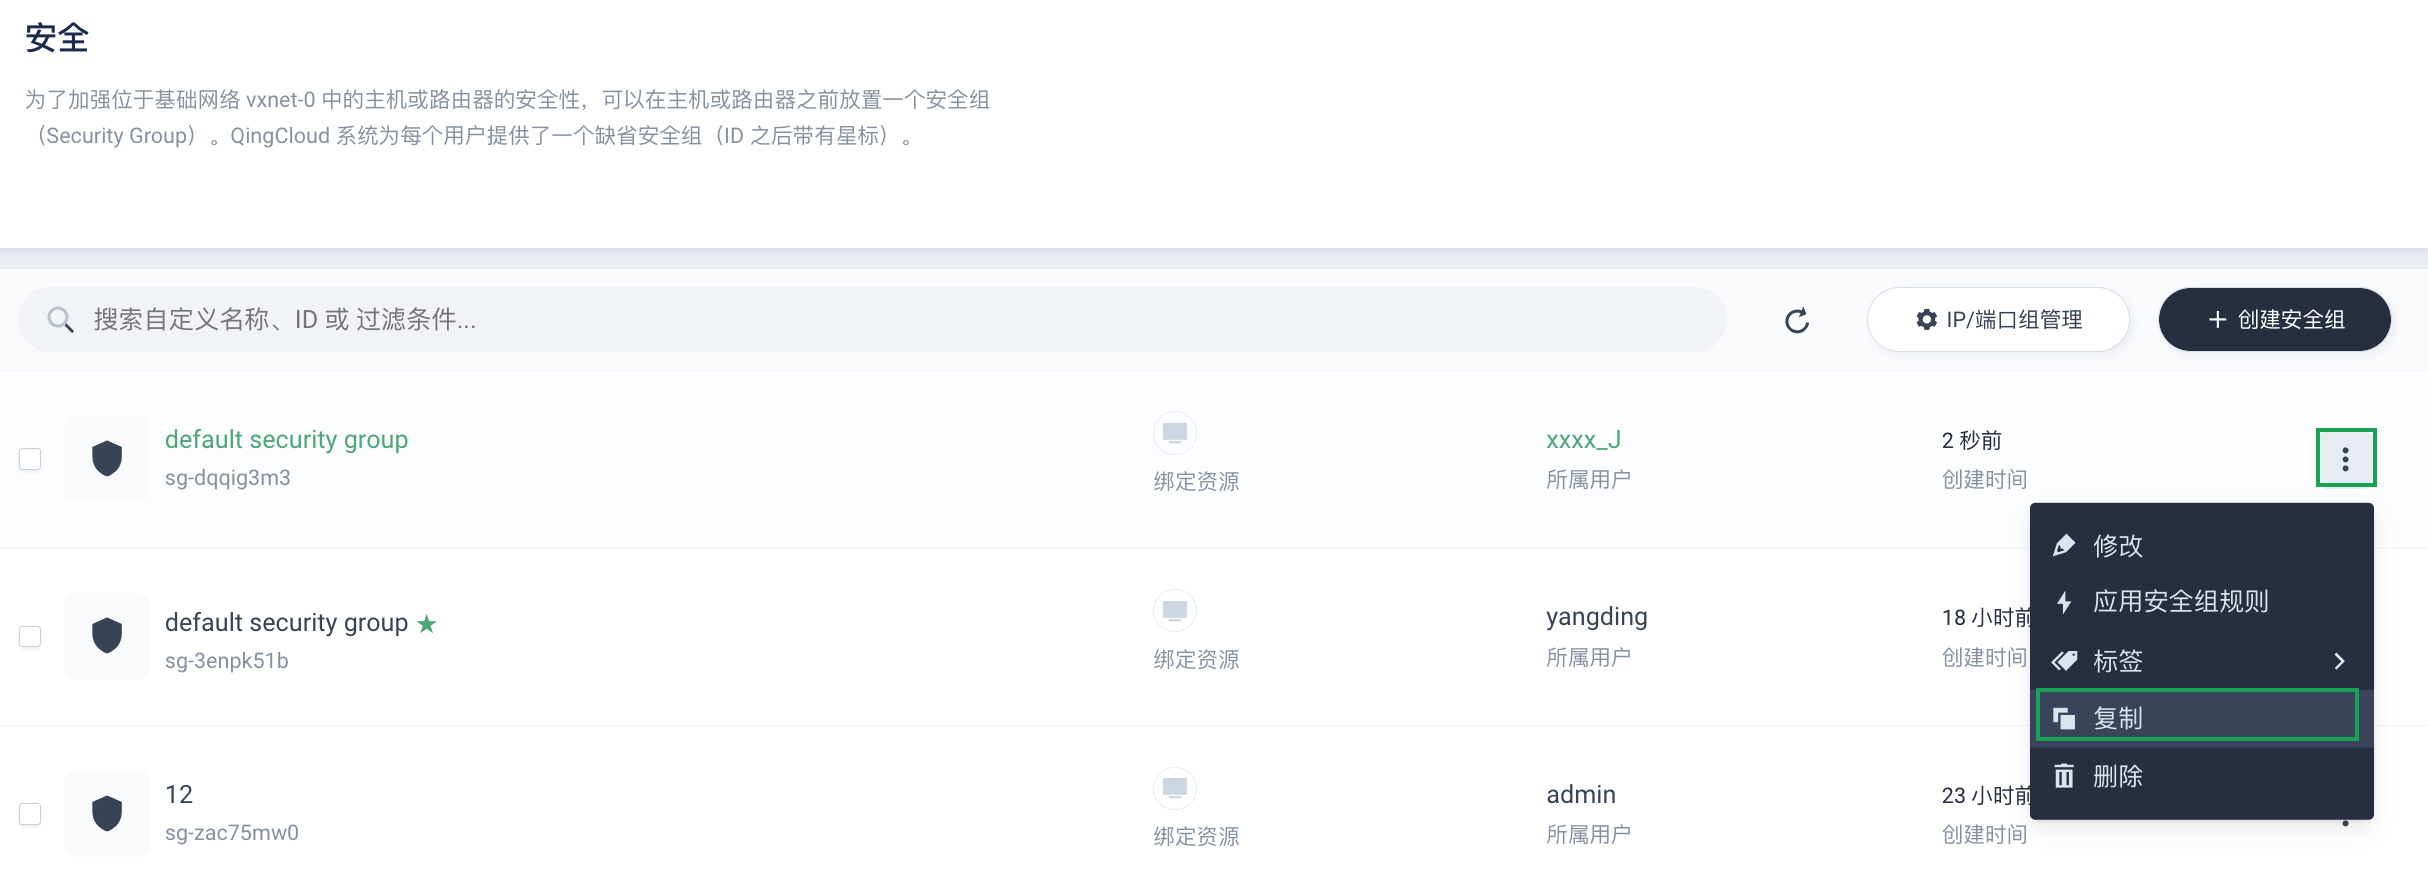 安全
为了加强位于基础网络 vxnet-0 中的主机或路由器的安全性，可以在主机或路由器之前放置一个安全组
（Security Group）。QingCloud 系统为每个用户提供了一个缺省安全组（ID 之后带有星标）。
搜索自定义名称、ID 或 过滤条件...
IP/端口组管理
创建安全组
default security group
sg-dqqig3m3
绑定资源
xxxx_J
所属用户
2 秒前
创建时间
修改
应用安全组规则
标签
复制
删除
default security group
sg-3enpk51b
绑定资源
yangding
所属用户
18 小时前
创建时间
12
sg-zac75mw0
绑定资源
admin
所属用户
23 小时前
创建时间